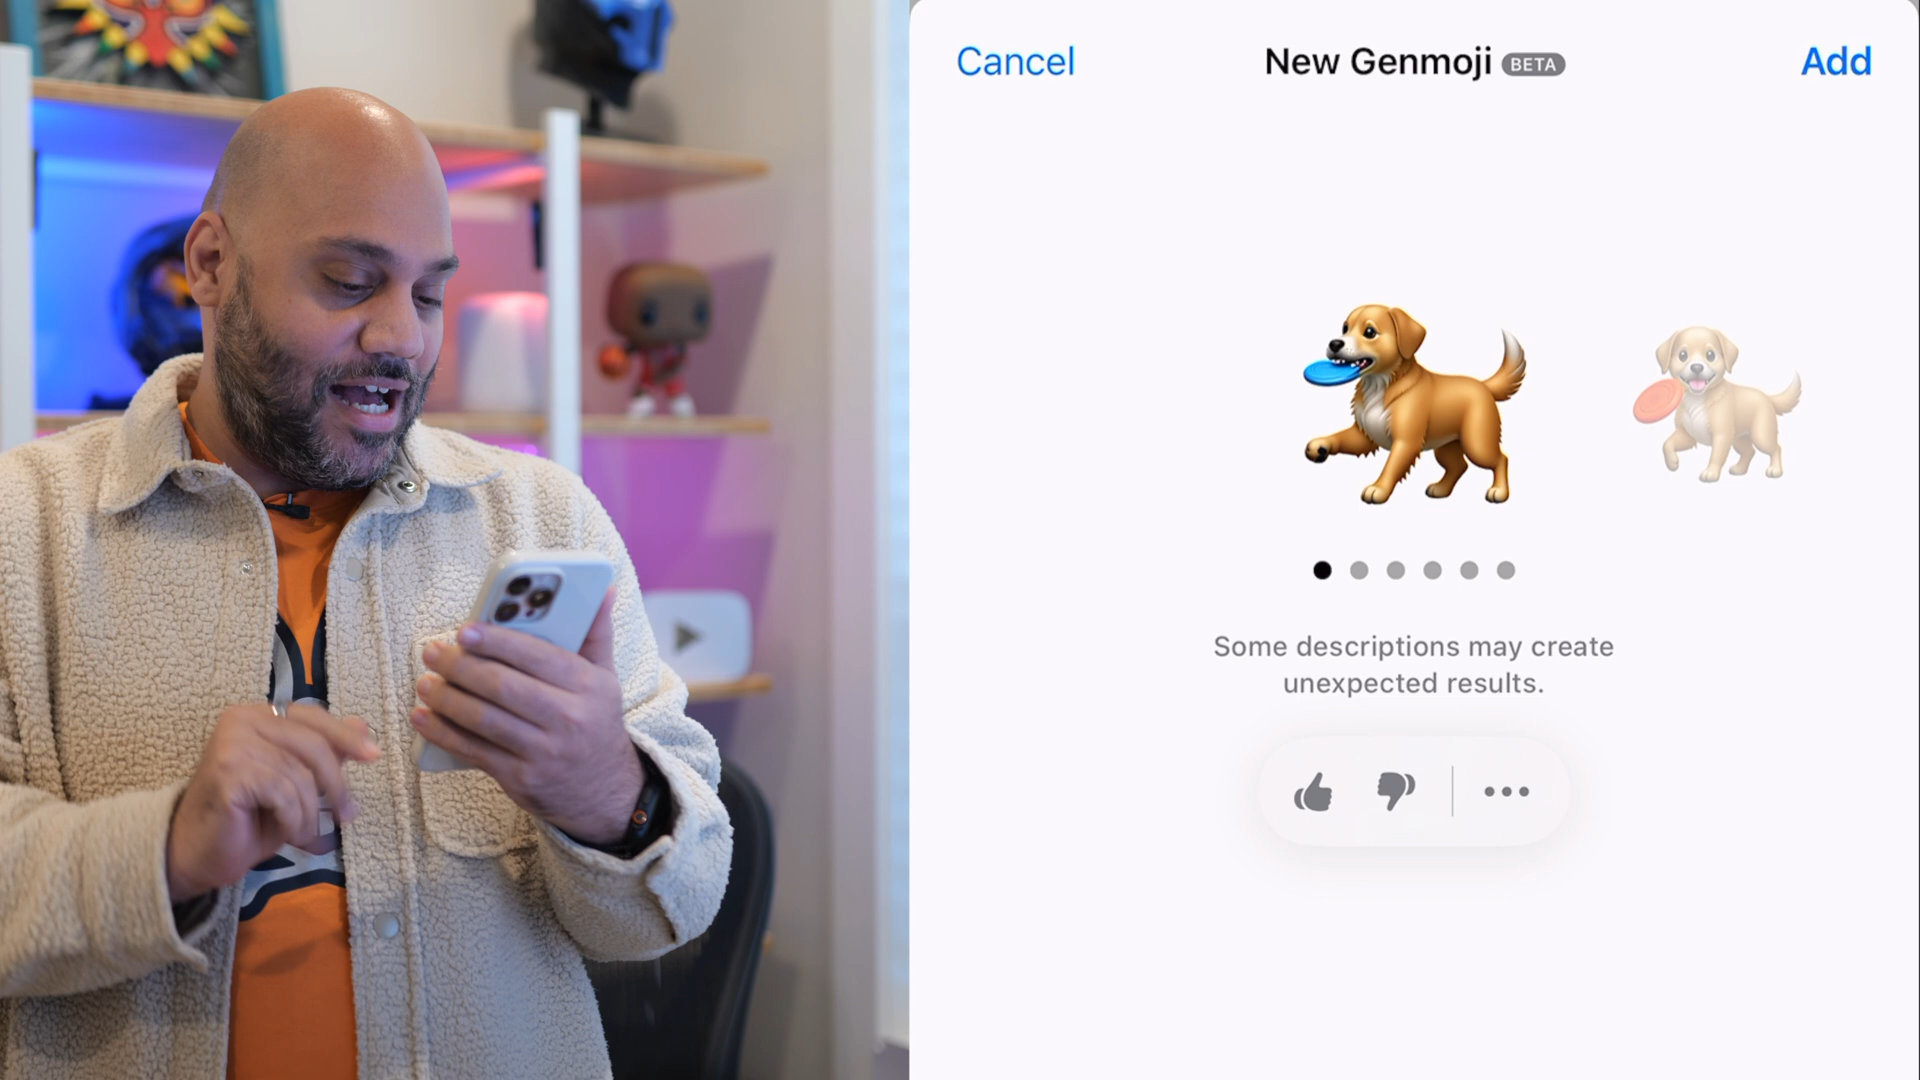 Cancel
New Genmoji BETA
Add
Some descriptions may create
unexpected results.